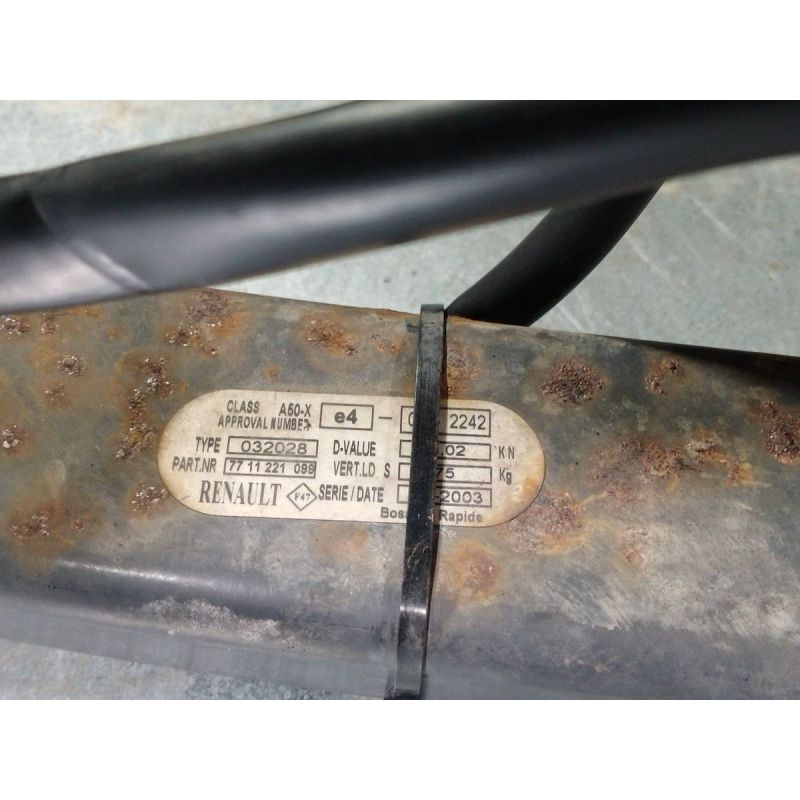 CLASS A50-X
APPROVAL NUMBER e4 - 2242
TYPE 032028 D-VALUE .02 KN
PART.NR 77 11 221 099 VERT.LD S 75 Kg
RENAULT F47 SERIE / DATE -2003
Rapide